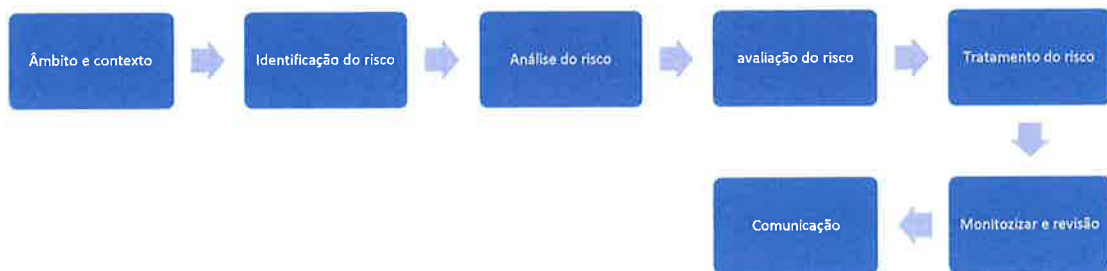 Âmbito e contexto
Identificação do risco
Análise do risco
avaliação do risco
Tratamento do risco
Monitozizar e revisão
Comunicação